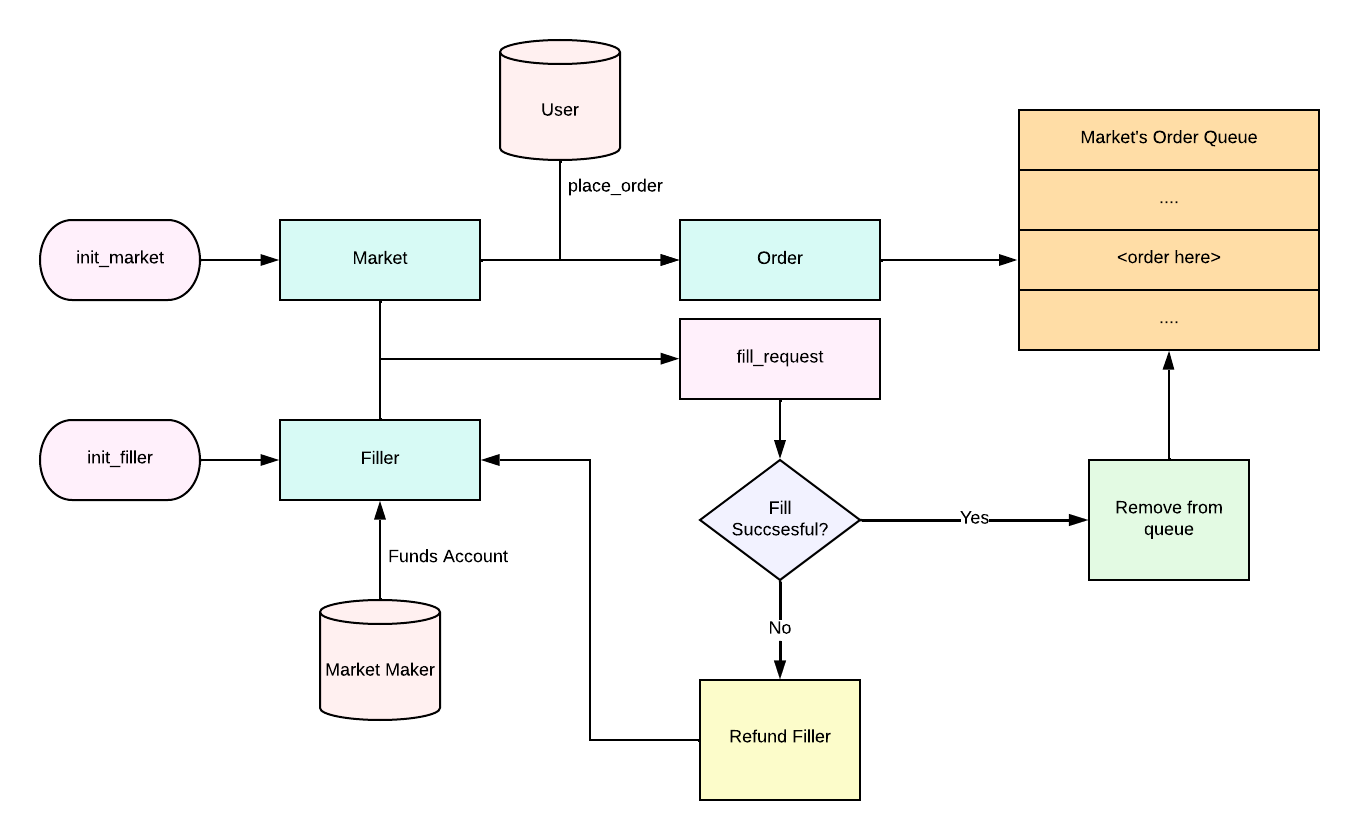 User
place_order
Market's Order Queue
....
init_market
Market
Order
<order here>
....
fill_request
init_filler
Filler
Fill
Succsesful?
Yes
Remove from
queue
Funds Account
No
Market Maker
Refund Filler